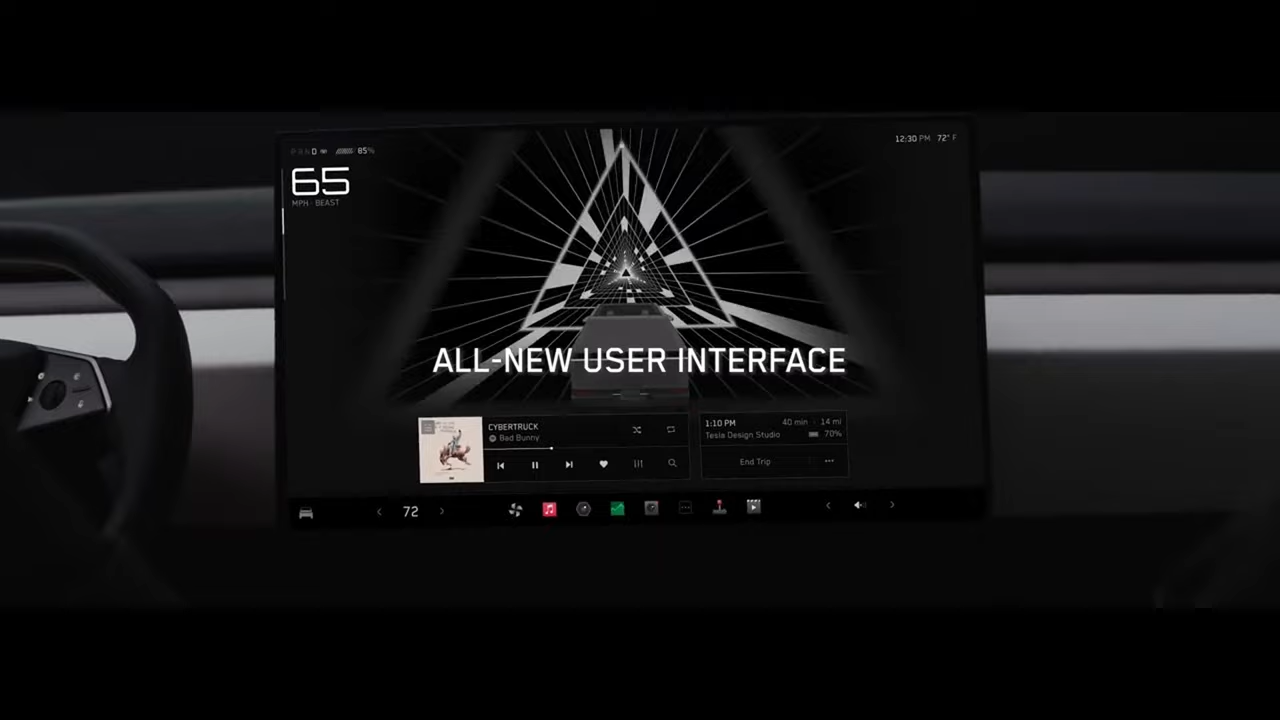 P R N D 85%
12:30 PM 72° F
65
MPH - BEAST
ALL-NEW USER INTERFACE
CYBERTRUCK
Bad Bunny
1:10 PM 40 min · 14 mi
Tesla Design Studio 70%
End Trip
72